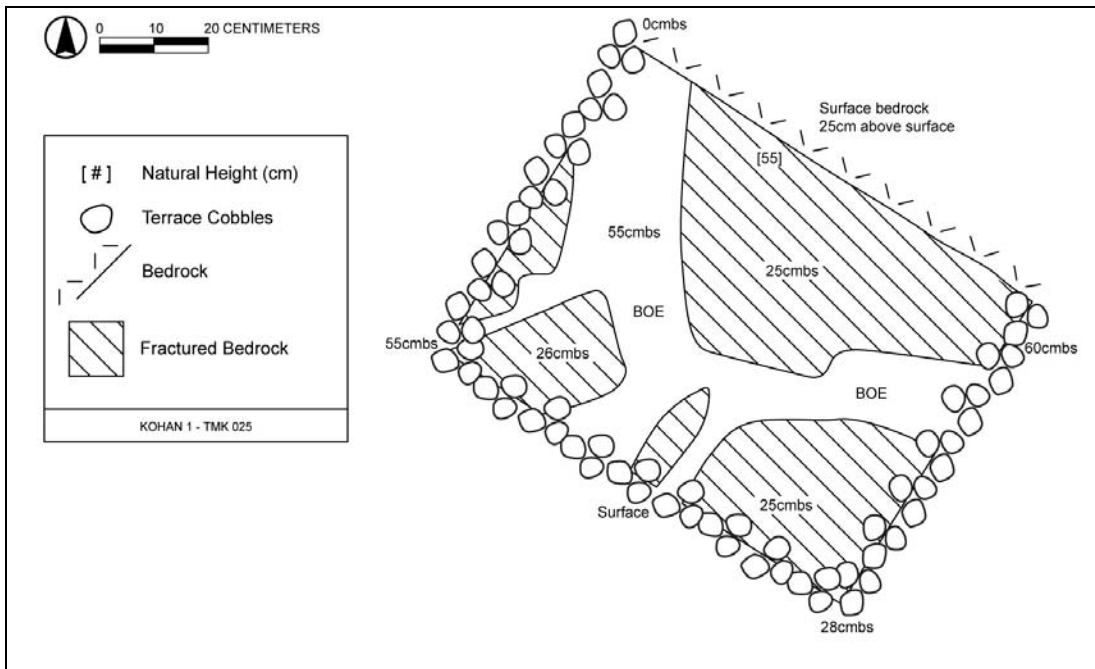 0 10 20 CENTIMETERS
0cmbs
Surface bedrock
25cm above surface
[ # ] Natural Height (cm)
Terrace Cobbles
Bedrock
Fractured Bedrock
KOHAN 1 - TMK 025
[55]
55cmbs
25cmbs
BOE
55cmbs
26cmbs
60cmbs
BOE
25cmbs
Surface
28cmbs